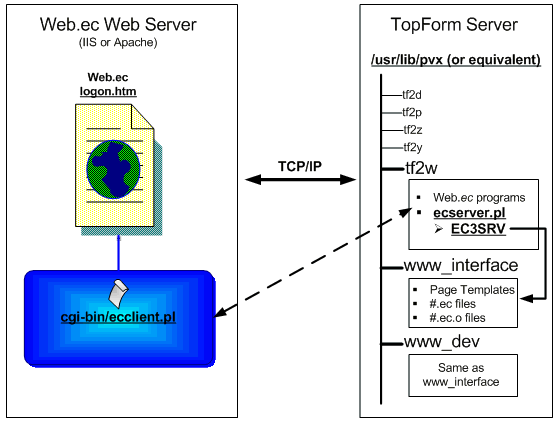 Web.ec Web Server
(IIS or Apache)
Web.ec
logon.htm
cgi-bin/ecclient.pl
TCP/IP
TopForm Server
/usr/lib/pvx (or equivalent)
tf2d
tf2p
tf2z
tf2y
tf2w
Web.ec programs
ecserver.pl
EC3SRV
www_interface
Page Templates
#.ec files
#.ec.o files
www_dev
Same as
www_interface